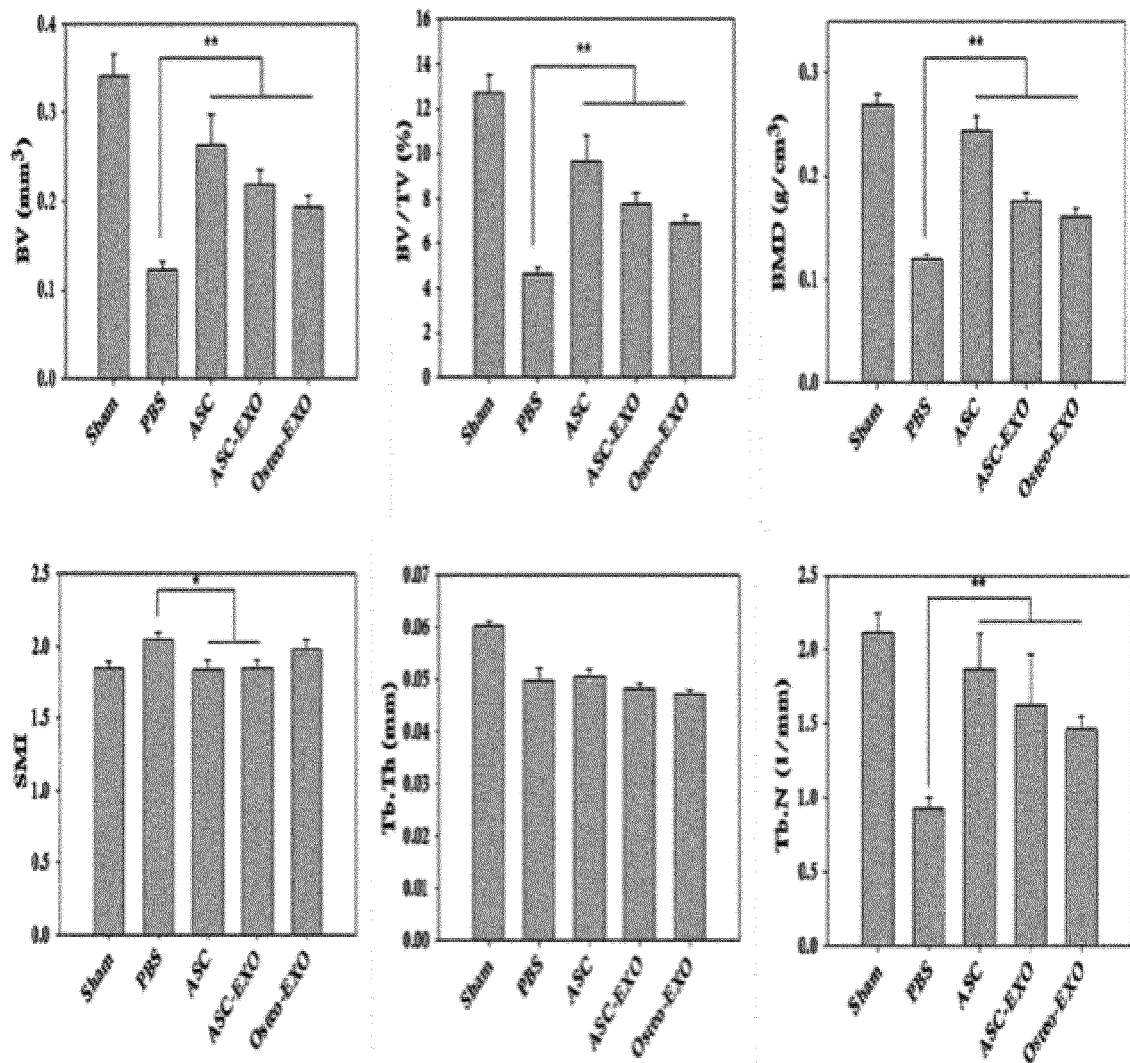 BV (mm³)
0.4
0.3
0.2
0.1
0.0
**
Sham
PBS
ASC
ASC-EXO
Osteo-EXO
BV/TV (%)
16
14
12
10
8
6
4
2
0
**
Sham
PBS
ASC
ASC-EXO
Osteo-EXO
BMD (g/cm³)
0.3
0.2
0.1
0.0
**
Sham
PBS
ASC
ASC-EXO
Osteo-EXO
SMI
2.5
2.0
1.5
1.0
0.5
0.0
*
Sham
PBS
ASC
ASC-EXO
Osteo-EXO
Tb.Th (mm)
0.07
0.06
0.05
0.04
0.03
0.02
0.01
0.00
Sham
PBS
ASC
ASC-EXO
Osteo-EXO
Tb.N (1/mm)
2.5
2.0
1.5
1.0
0.5
0.0
**
Sham
PBS
ASC
ASC-EXO
Osteo-EXO